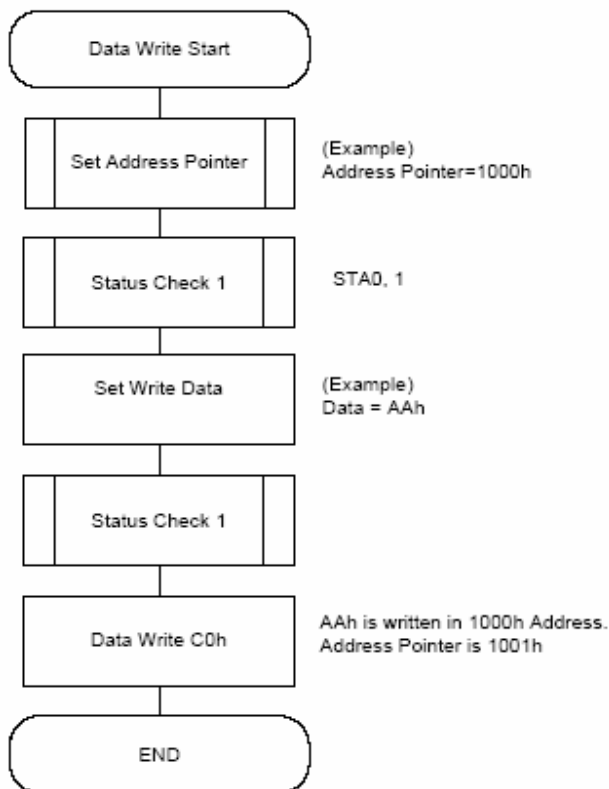 Data Write Start
Set Address Pointer
(Example)
Address Pointer=1000h
Status Check 1
STA0, 1
Set Write Data
(Example)
Data = AAh
Status Check 1
Data Write C0h
AAh is written in 1000h Address.
Address Pointer is 1001h
END